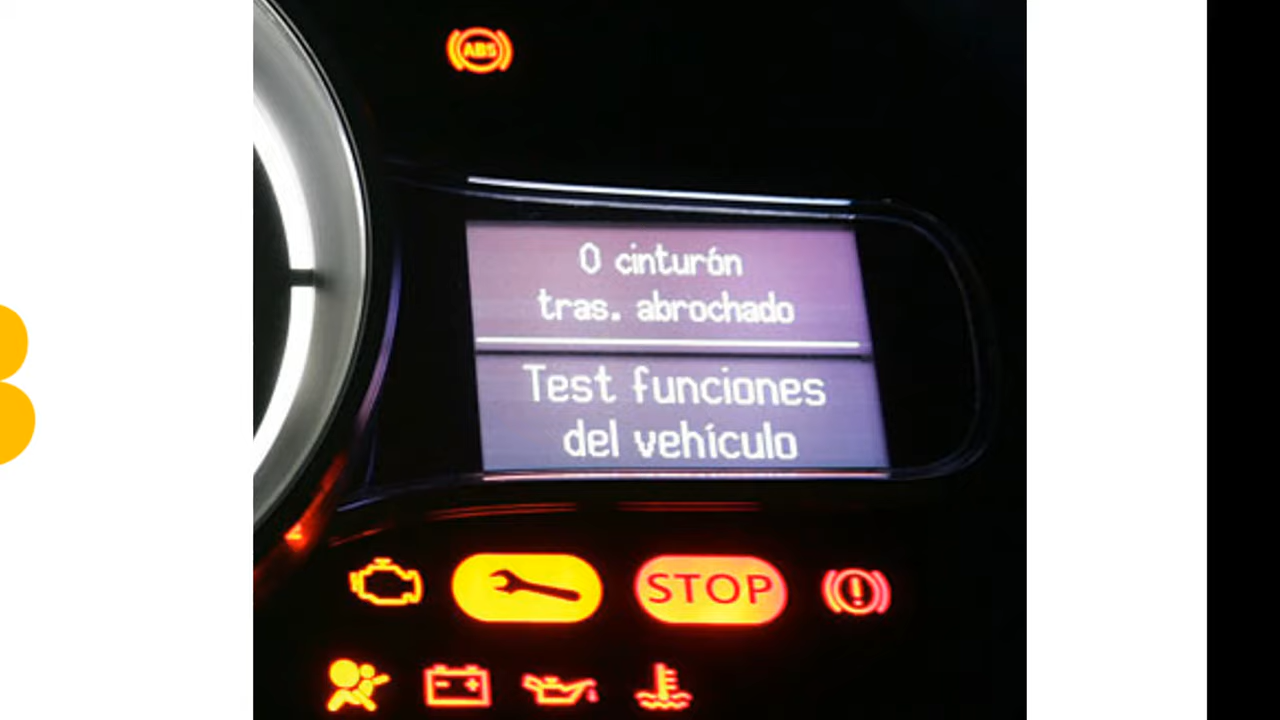 ABS
0 cinturón
tras. abrochado
Test funciones
del vehículo
STOP